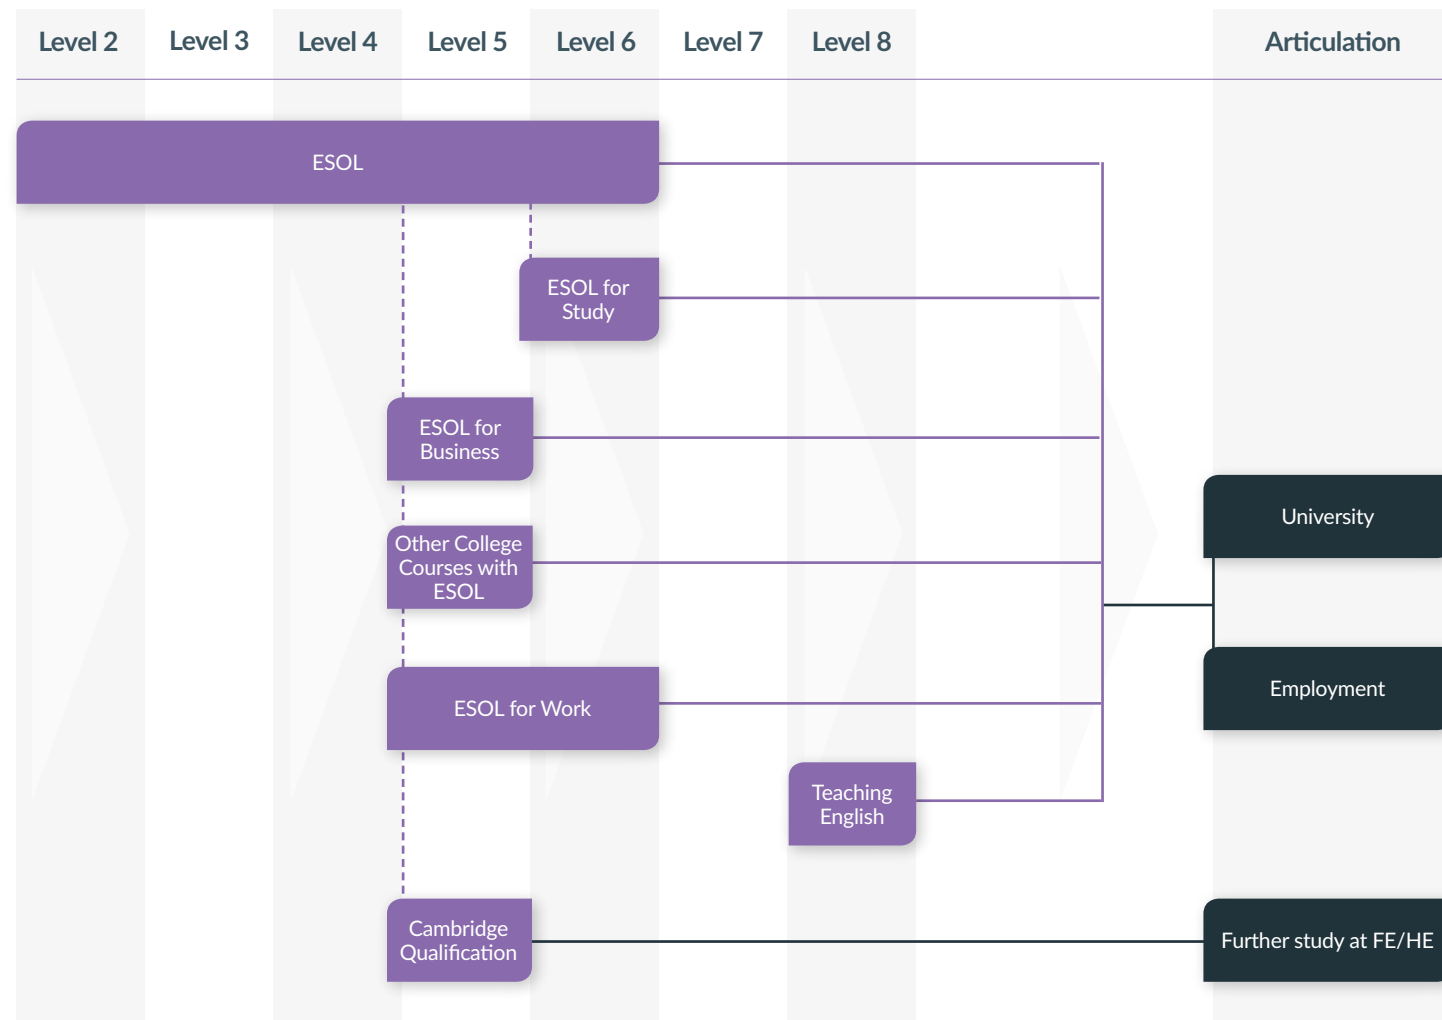 Level 2 Level 3 Level 4 Level 5 Level 6 Level 7 Level 8 Articulation
ESOL
ESOL for
Study
ESOL for
Business
University
Other College
Courses with
ESOL
Employment
ESOL for Work
Teaching
English
Cambridge
Qualification
Further study at FE/HE